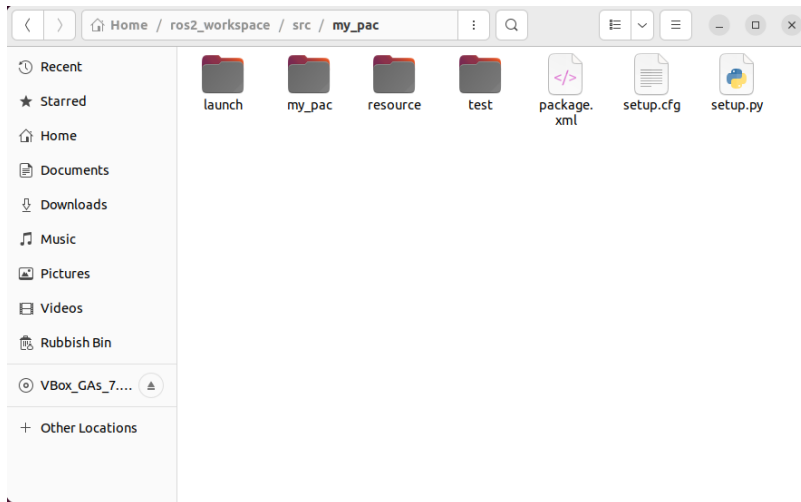 Home / ros2_workspace / src / my_pac
Recent
Starred
Home
Documents
Downloads
Music
Pictures
Videos
Rubbish Bin
VBox_GAs_7....
Other Locations
launch
my_pac
resource
test
package.
xml
setup.cfg
setup.py